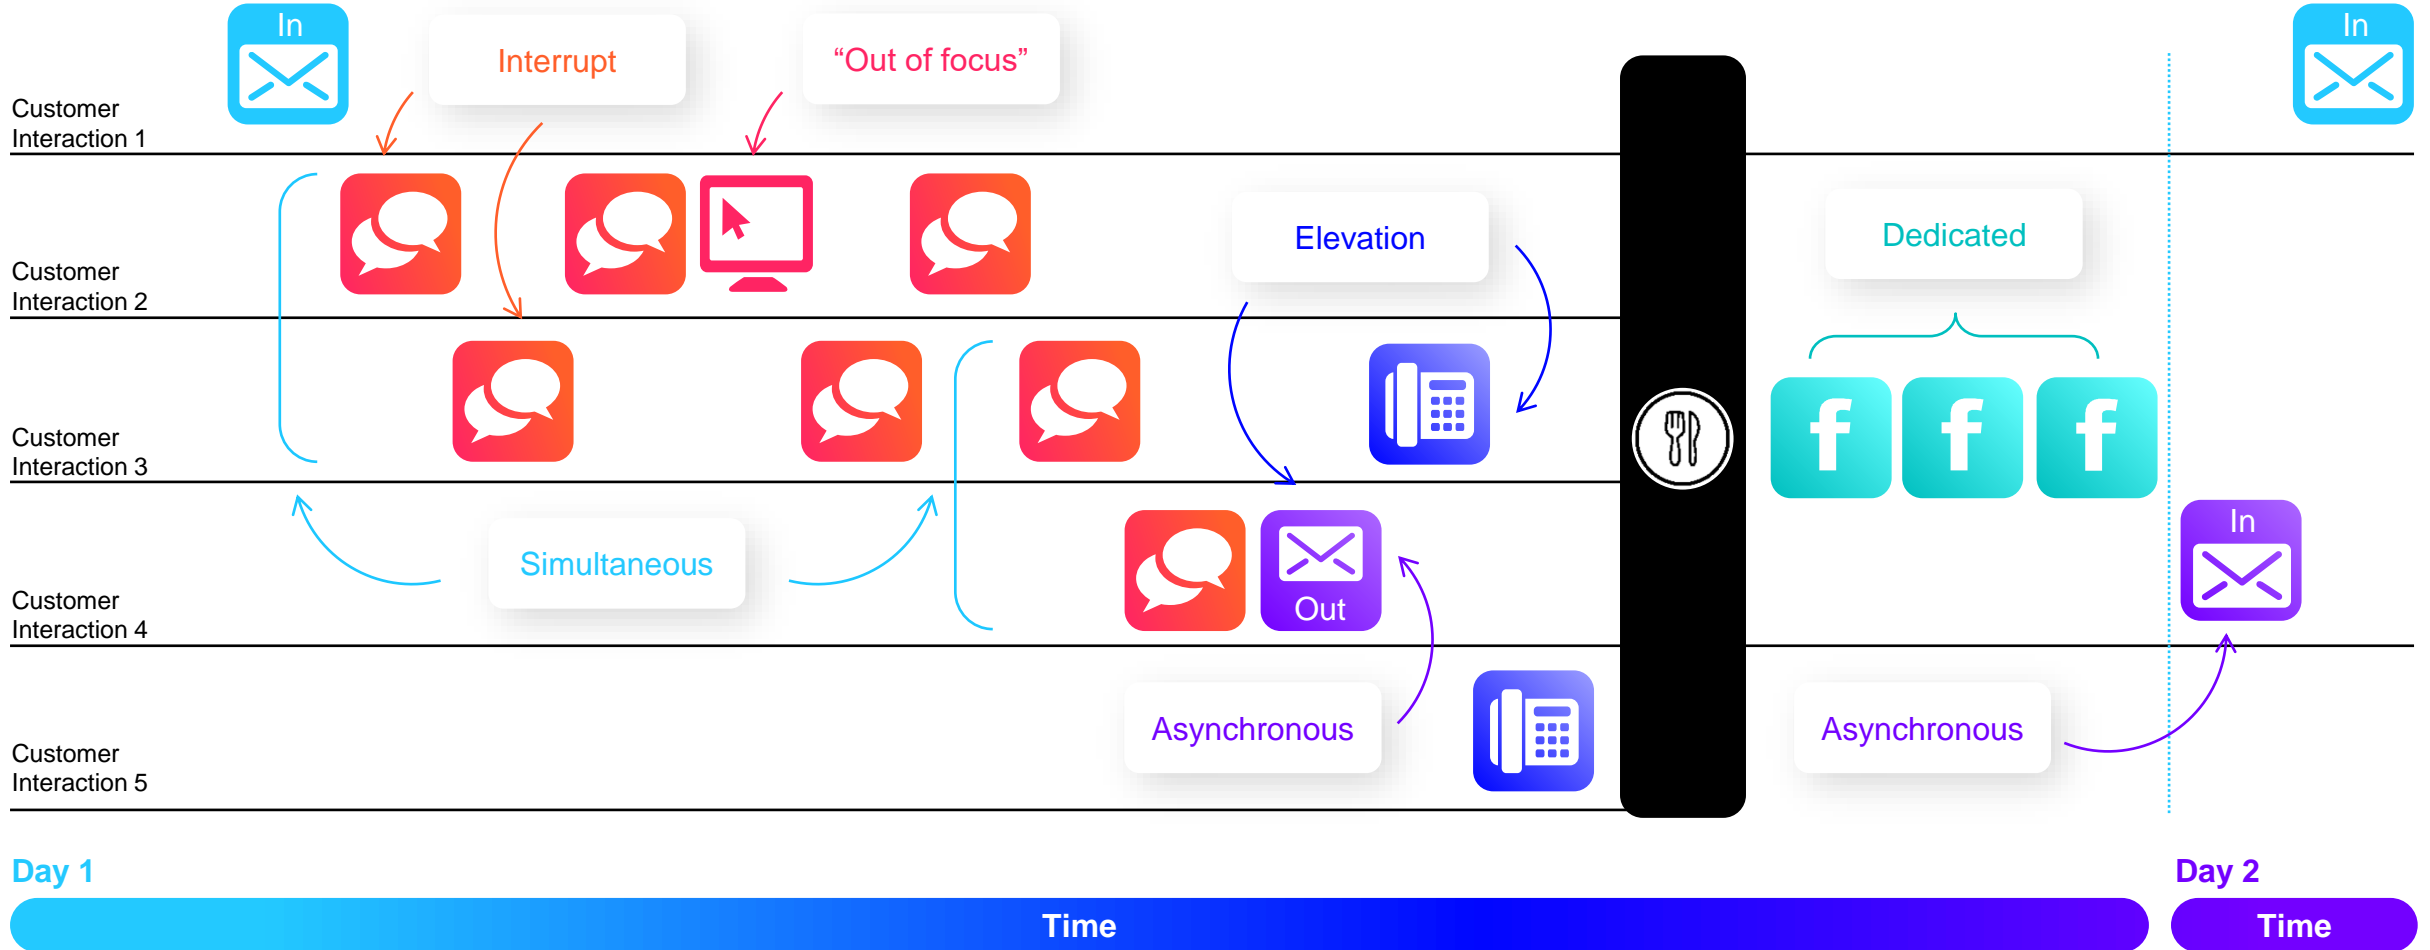 In
Interrupt
“Out of focus”
In
Customer
Interaction 1
Customer
Interaction 2
Elevation
Dedicated
Customer
Interaction 3
f f f
Simultaneous
Out
In
Customer
Interaction 4
Asynchronous
Asynchronous
Customer
Interaction 5
Day 1
Day 2
Time
Time